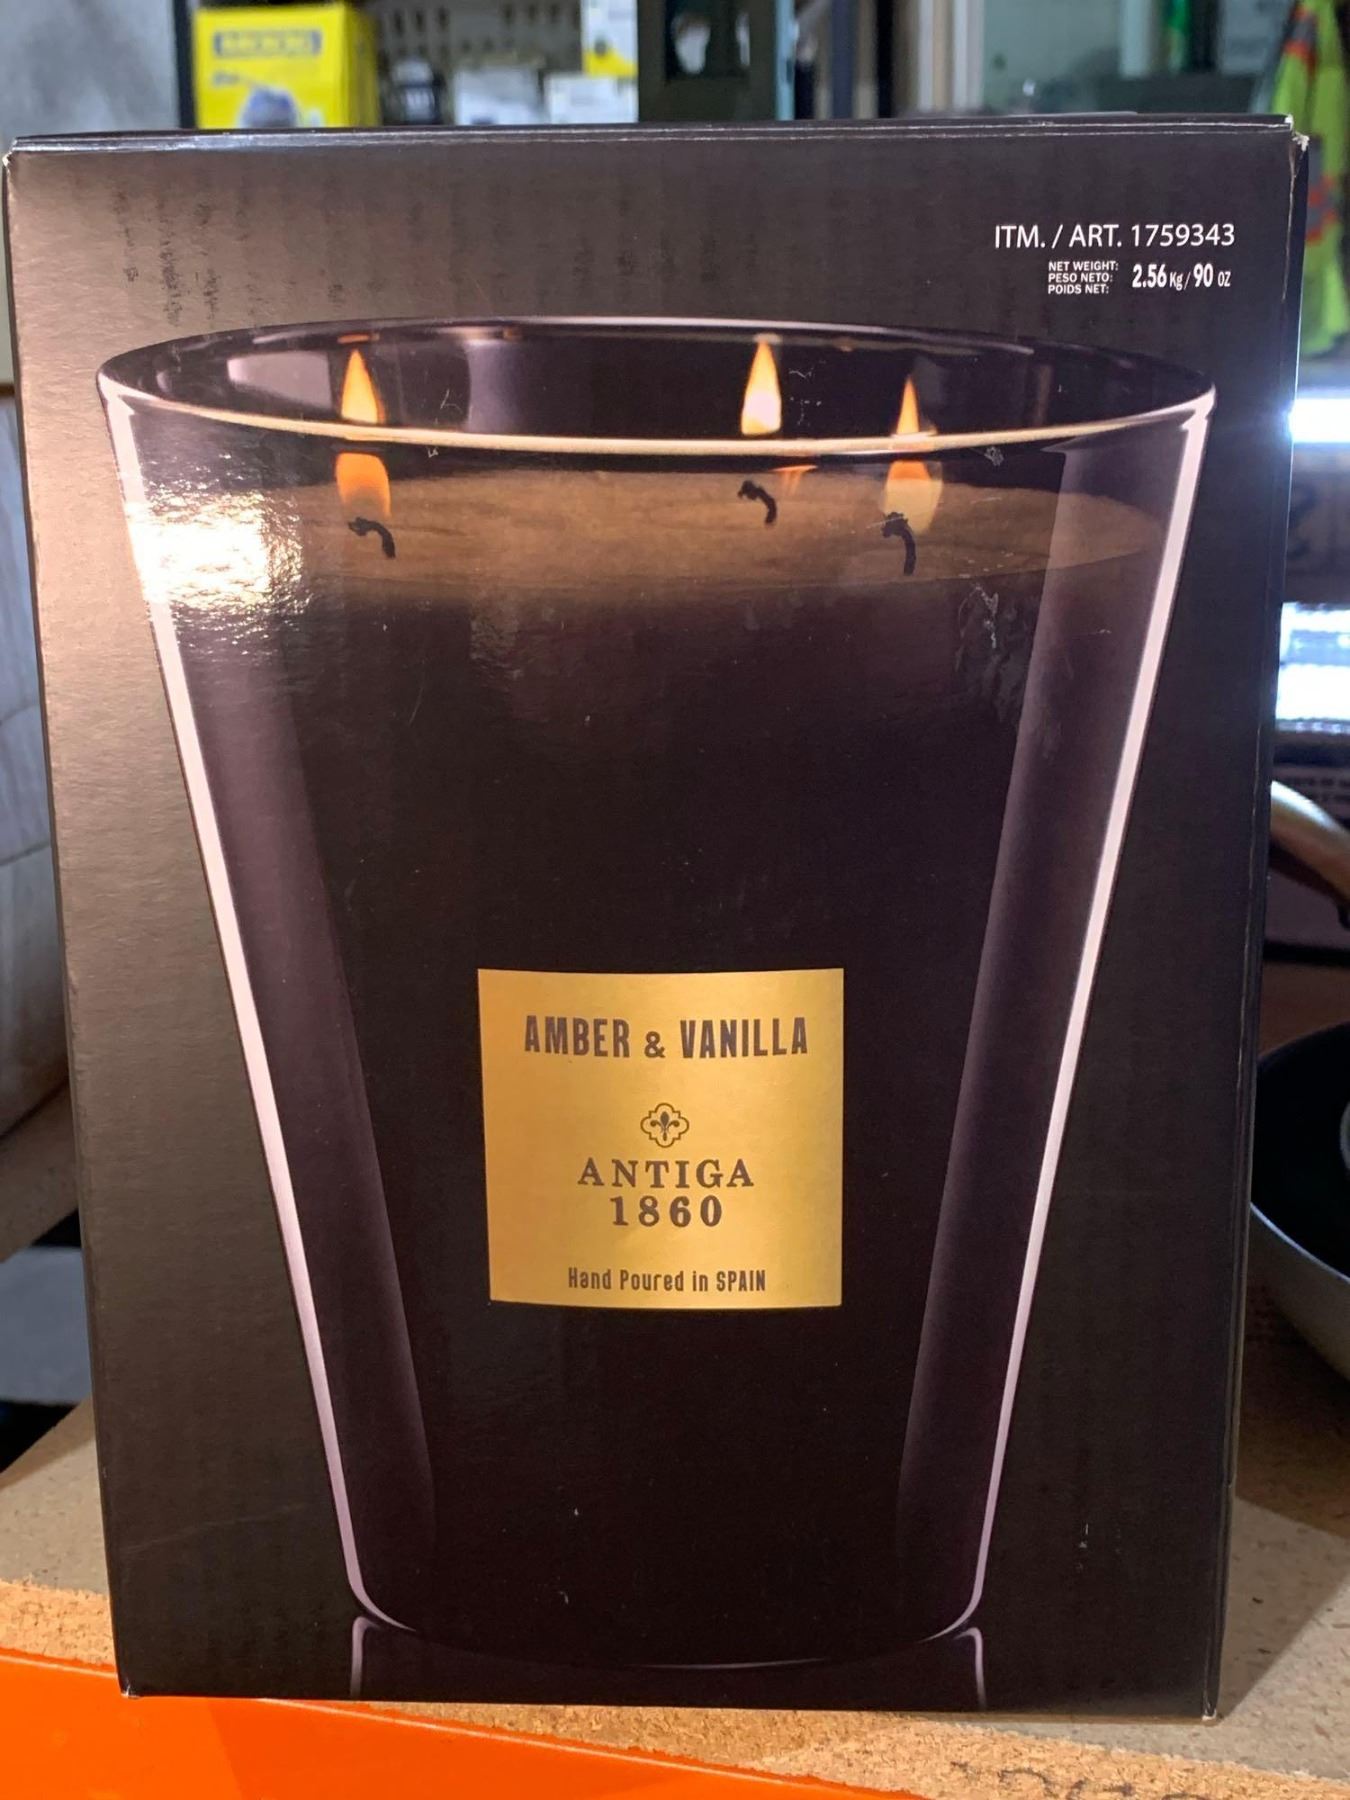 ITM. / ART. 1759343
NET WEIGHT:
PESO NETO:
POIDS NET:
2.56 Kg / 90 OZ
AMBER & VANILLA
ANTIGA
1860
Hand Poured in SPAIN